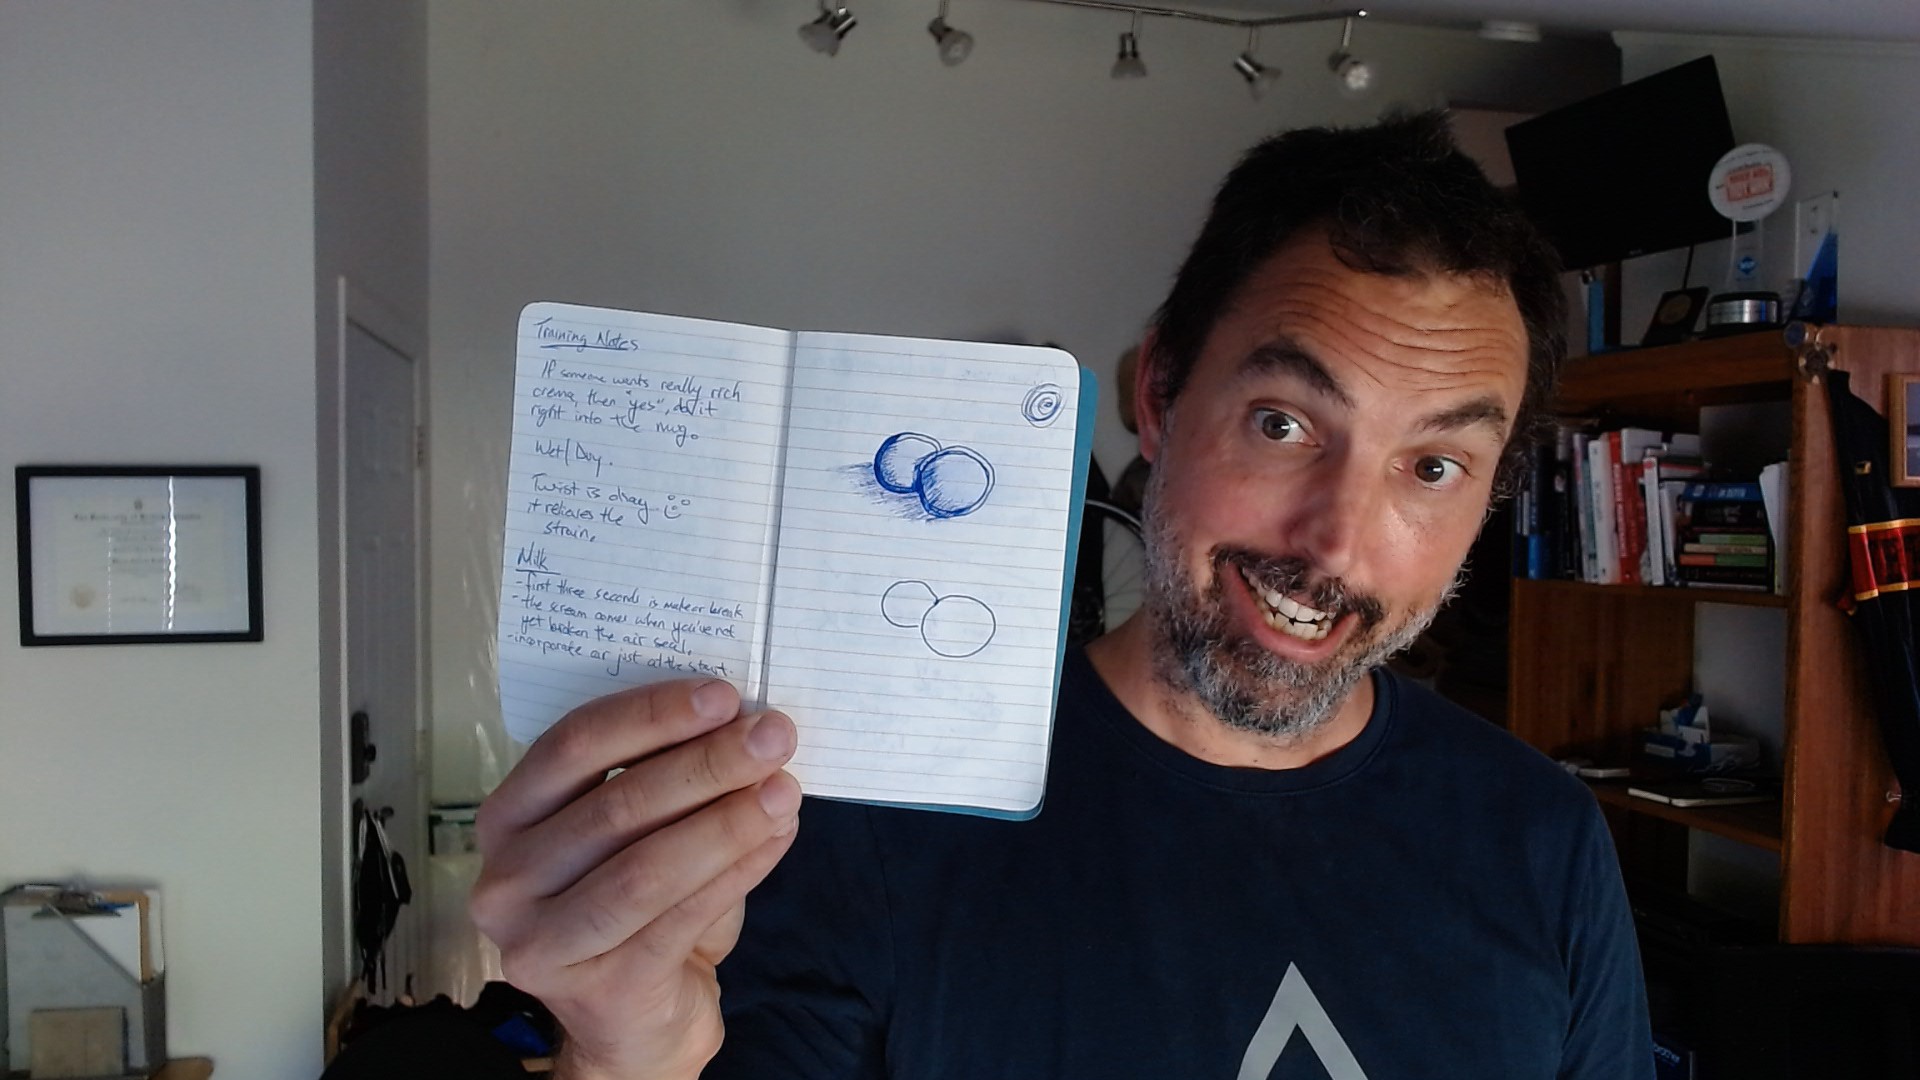 Training Notes
If someone wants really rich
crema, then "yes", do it
right into the mug.
Wet/Dry.
Twist is okay
it relieves the
strain.
Milk
- first three seconds is make or break
- the scream comes when you've not
yet broken the air seal.
- incorporate air just at the start.